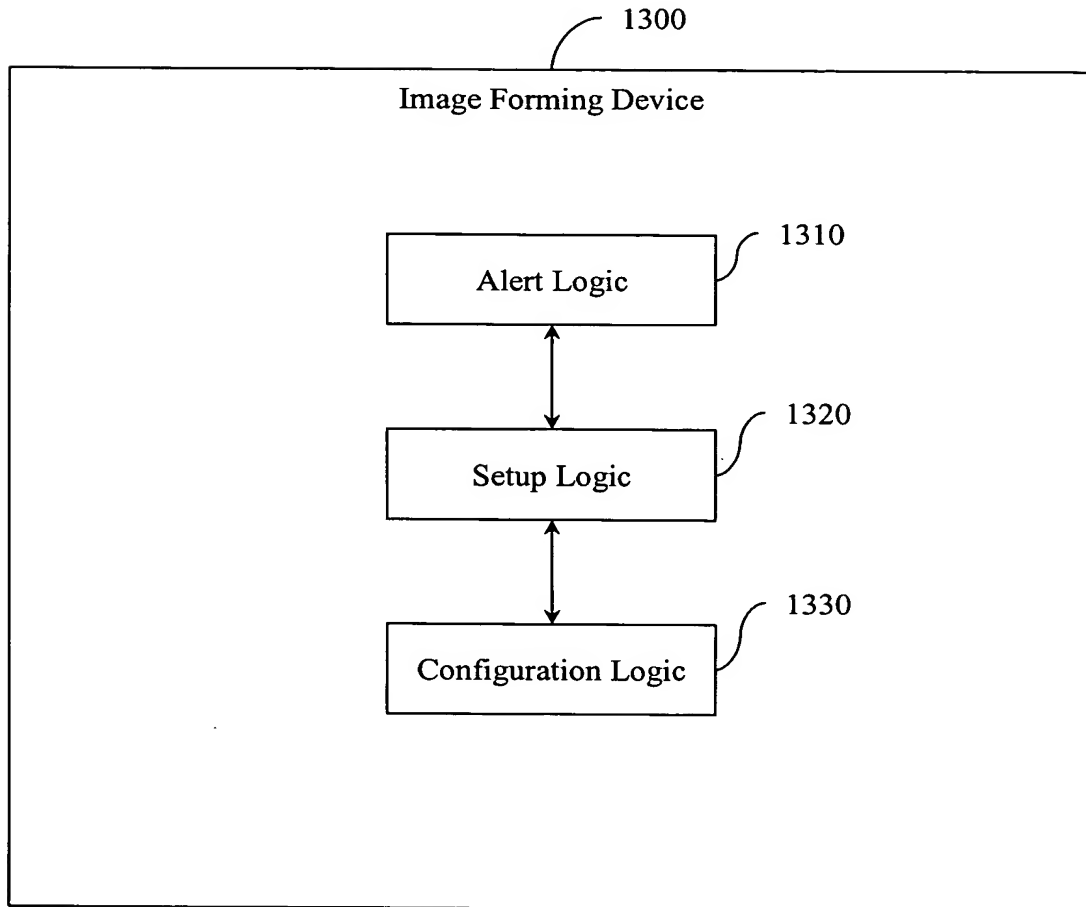 1300
Image Forming Device
1310
Alert Logic
1320
Setup Logic
1330
Configuration Logic